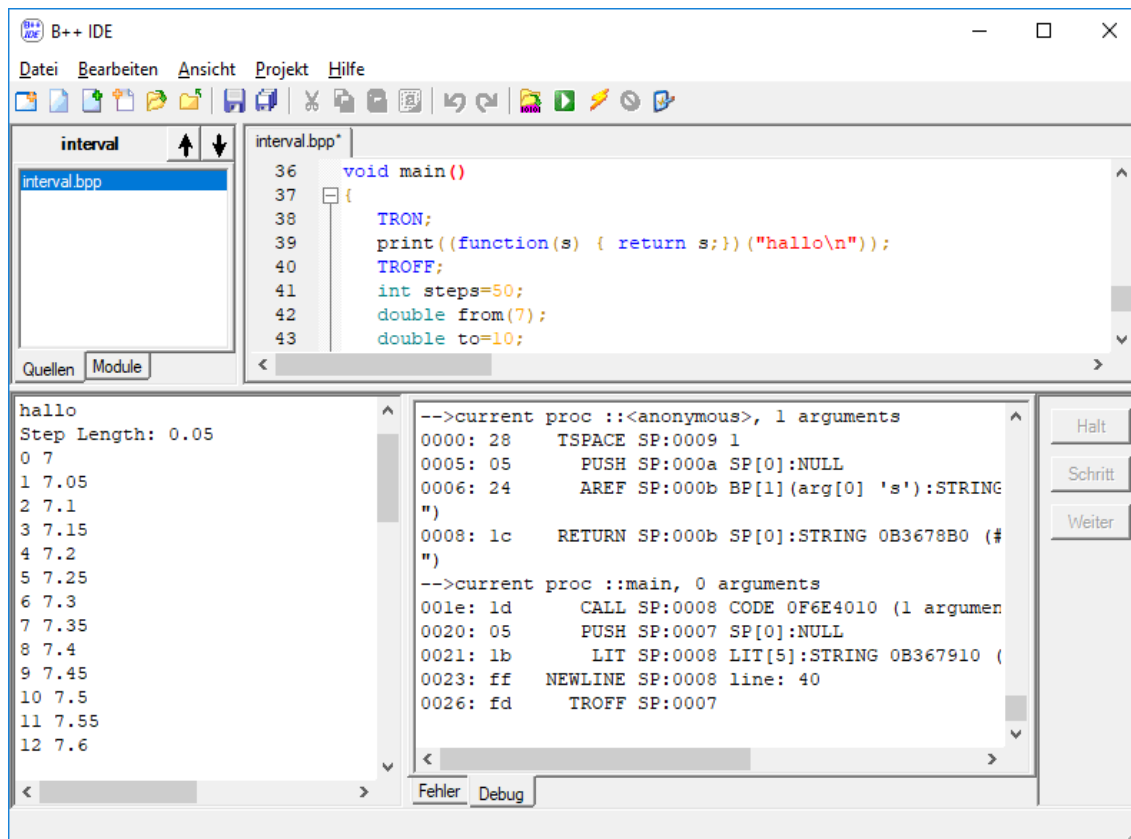 B++ IDE
Datei Bearbeiten Ansicht Projekt Hilfe
interval
interval.bpp
Quellen Module
interval.bpp*
36 void main()
37 {
38 TRON;
39 print((function(s) { return s;})("hallo\n"));
40 TROFF;
41 int steps=50;
42 double from(7);
43 double to=10;
hallo
Step Length: 0.05
0 7
1 7.05
2 7.1
3 7.15
4 7.2
5 7.25
6 7.3
7 7.35
8 7.4
9 7.45
10 7.5
11 7.55
12 7.6
-->current proc ::<anonymous>, 1 arguments
0000: 28 TSPACE SP:0009 1
0005: 05 PUSH SP:000a SP[0]:NULL
0006: 24 AREF SP:000b BP[1](arg[0] 's'):STRING
")
0008: 1c RETURN SP:000b SP[0]:STRING 0B3678B0 (#
")
-->current proc ::main, 0 arguments
001e: 1d CALL SP:0008 CODE 0F6E4010 (1 argumen
0020: 05 PUSH SP:0007 SP[0]:NULL
0021: 1b LIT SP:0008 LIT[5]:STRING 0B367910 (
0023: ff NEWLINE SP:0008 line: 40
0026: fd TROFF SP:0007
Fehler Debug
Halt
Schritt
Weiter